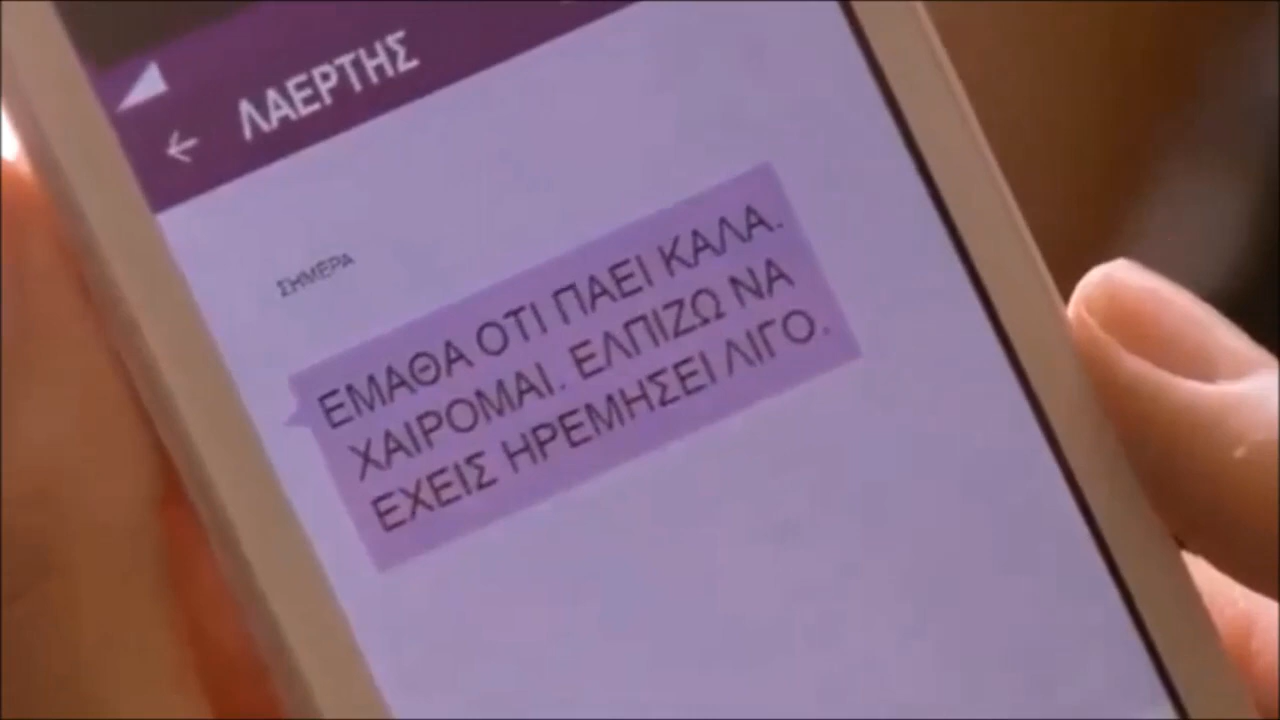 ΛΑΕΡΤΗΣ
ΣΗΜΕΡΑ
ΕΜΑΘΑ ΟΤΙ ΠΑΕΙ ΚΑΛΑ.
ΧΑΙΡΟΜΑΙ. ΕΛΠΙΖΩ ΝΑ
ΕΧΕΙΣ ΗΡΕΜΗΣΕΙ ΛΙΓΟ.